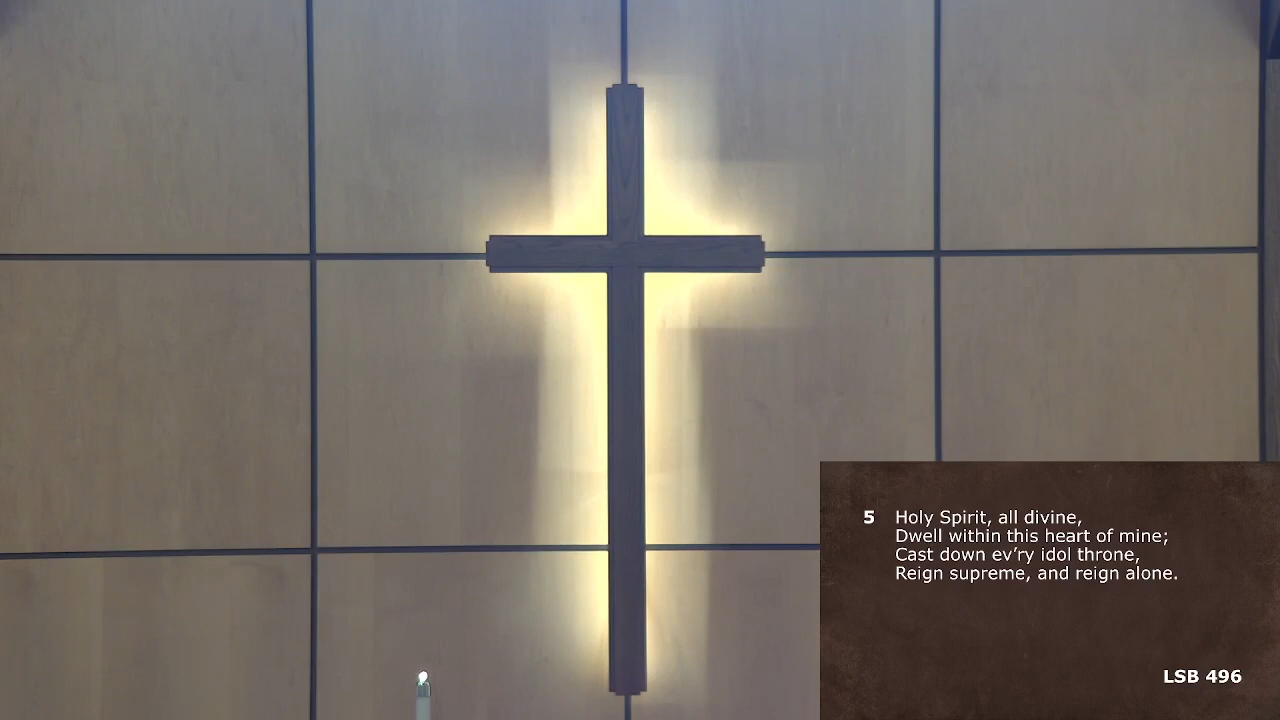 5 Holy Spirit, all divine,
Dwell within this heart of mine;
Cast down ev'ry idol throne,
Reign supreme, and reign alone.
LSB 496